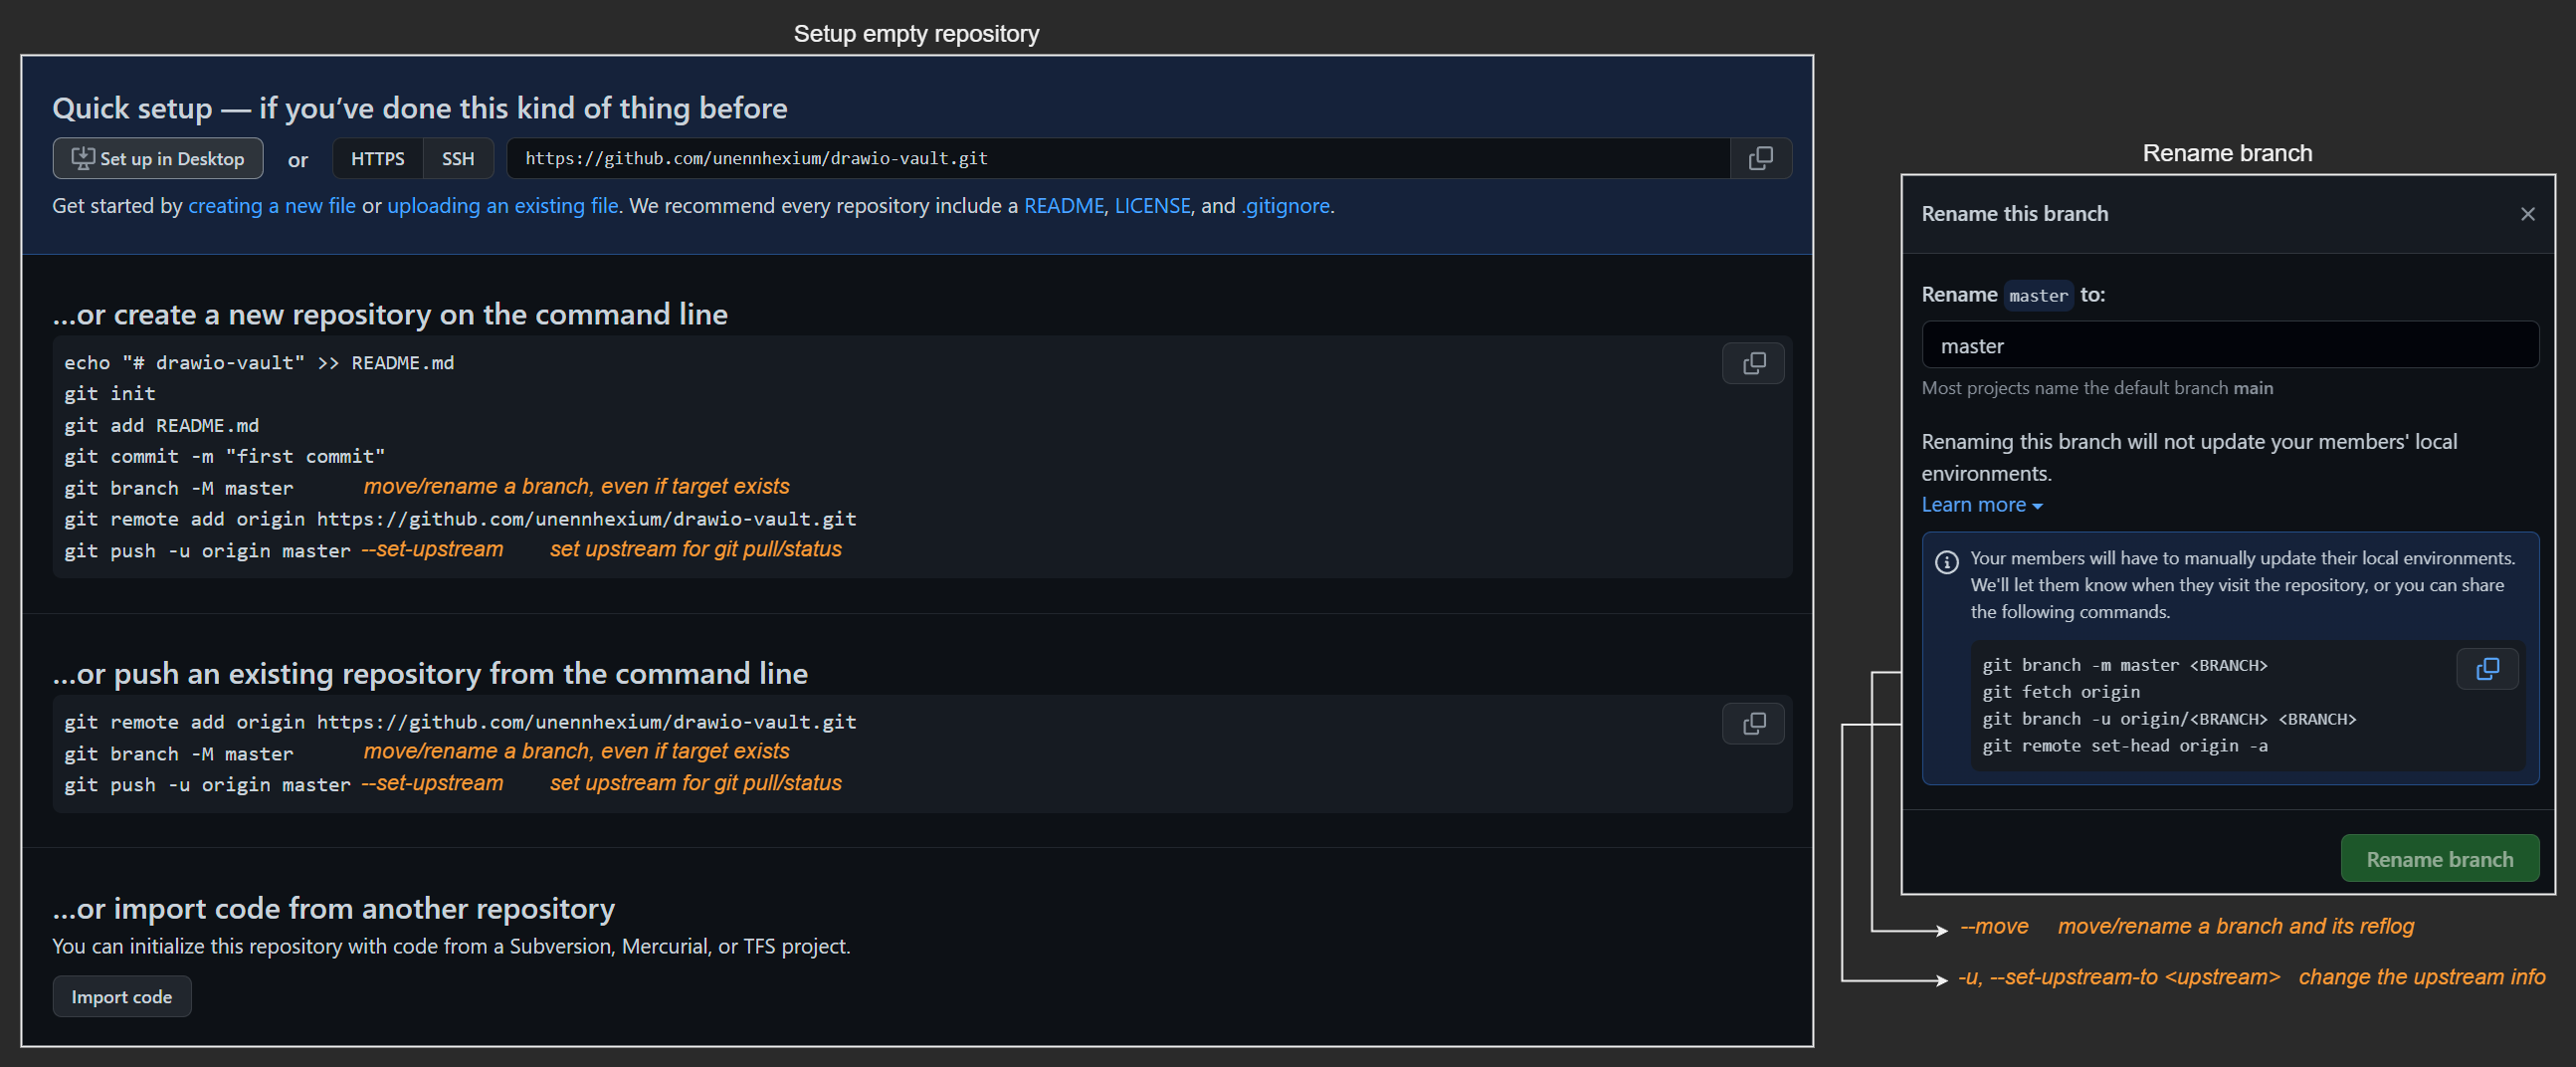 Setup empty repository
Quick setup — if you’ve done this kind of thing before
Set up in Desktop or HTTPS SSH https://github.com/unennhexium/drawio-vault.git
Get started by creating a new file or uploading an existing file. We recommend every repository include a README, LICENSE, and .gitignore.
…or create a new repository on the command line
echo "# drawio-vault" >> README.md
git init
git add README.md
git commit -m "first commit"
git branch -M master move/rename a branch, even if target exists
git remote add origin https://github.com/unennhexium/drawio-vault.git
git push -u origin master --set-upstream set upstream for git pull/status
…or push an existing repository from the command line
git remote add origin https://github.com/unennhexium/drawio-vault.git
git branch -M master move/rename a branch, even if target exists
git push -u origin master --set-upstream set upstream for git pull/status
…or import code from another repository
You can initialize this repository with code from a Subversion, Mercurial, or TFS project.
Import code
Rename branch
Rename this branch
Rename master to:
master
Most projects name the default branch main
Renaming this branch will not update your members' local
environments.
Learn more
Your members will have to manually update their local environments.
We'll let them know when they visit the repository, or you can share
the following commands.
git branch -m master <BRANCH>
git fetch origin
git branch -u origin/<BRANCH> <BRANCH>
git remote set-head origin -a
Rename branch
--move move/rename a branch and its reflog
-u, --set-upstream-to <upstream> change the upstream info